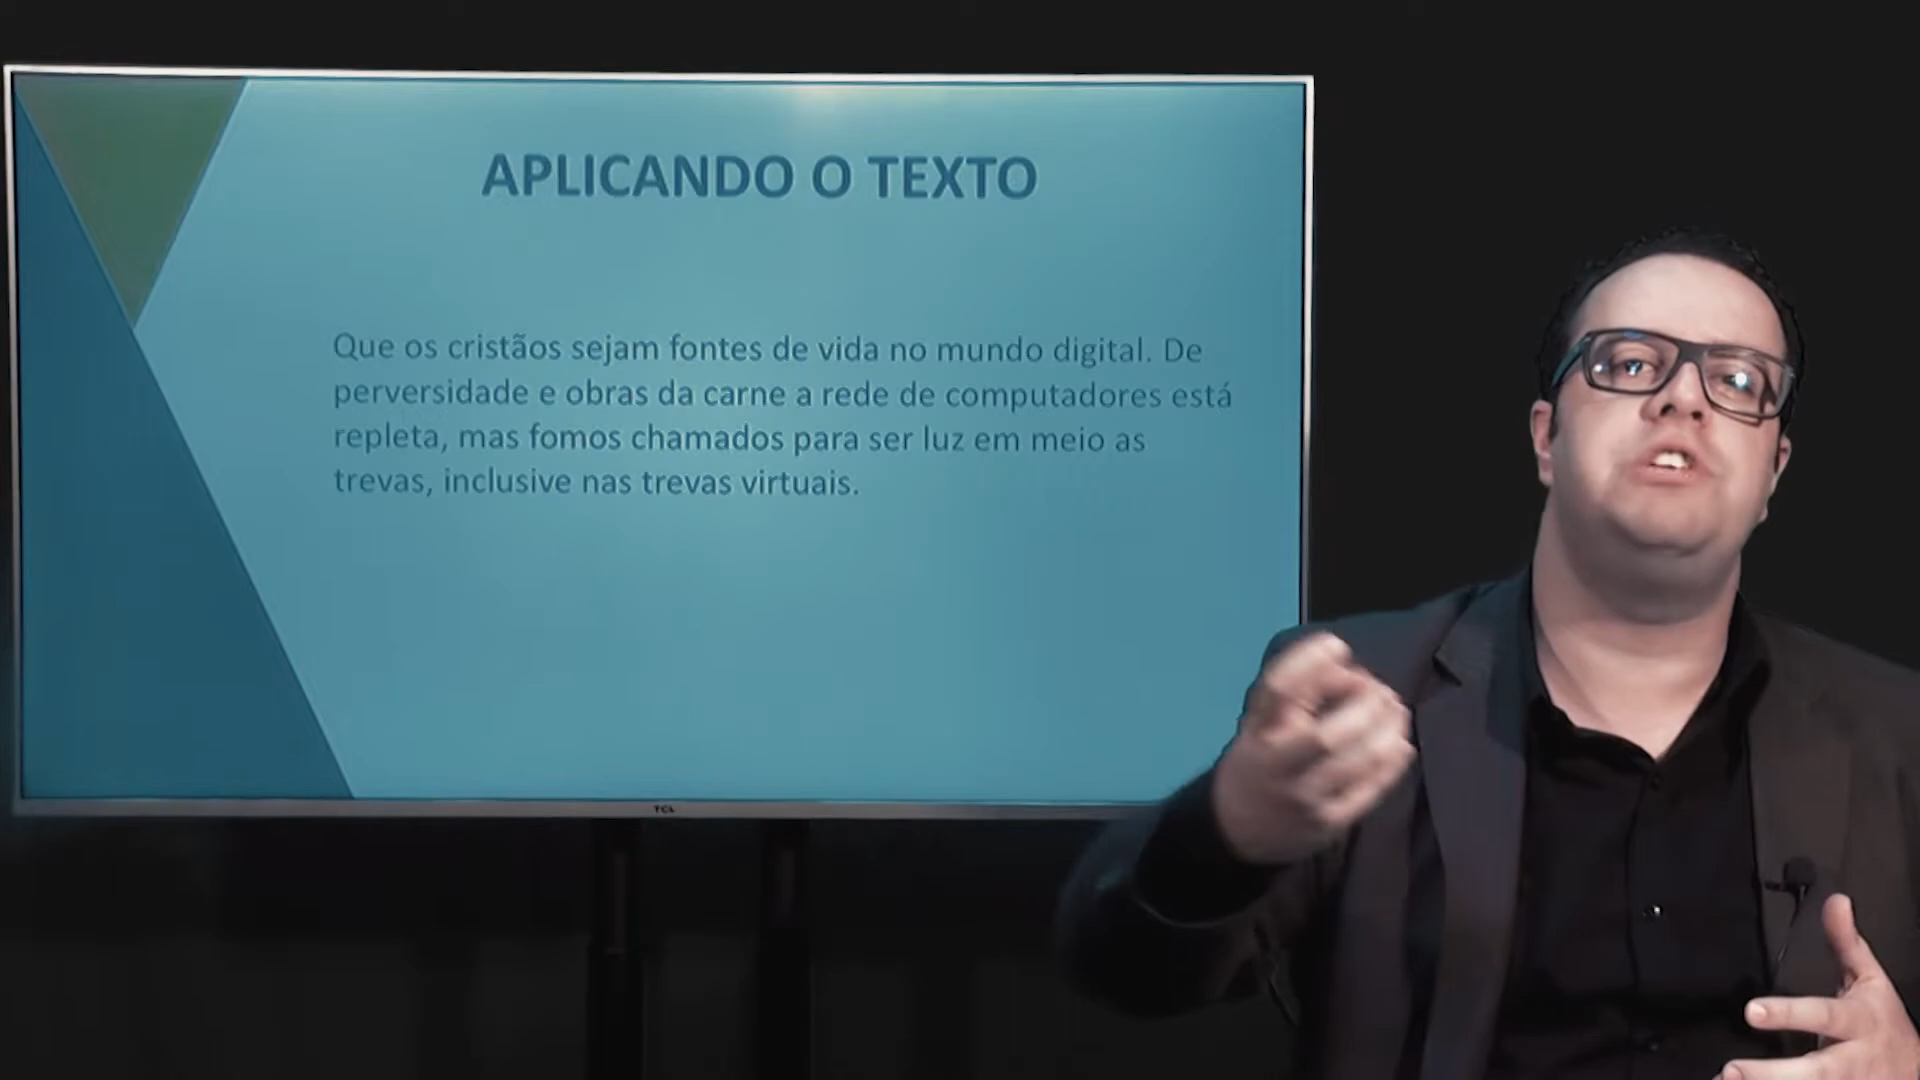 APLICANDO O TEXTO
Que os cristãos sejam fontes de vida no mundo digital. De
perversidade e obras da carne a rede de computadores está
repleta, mas fomos chamados para ser luz em meio as
trevas, inclusive nas trevas virtuais.
TCL